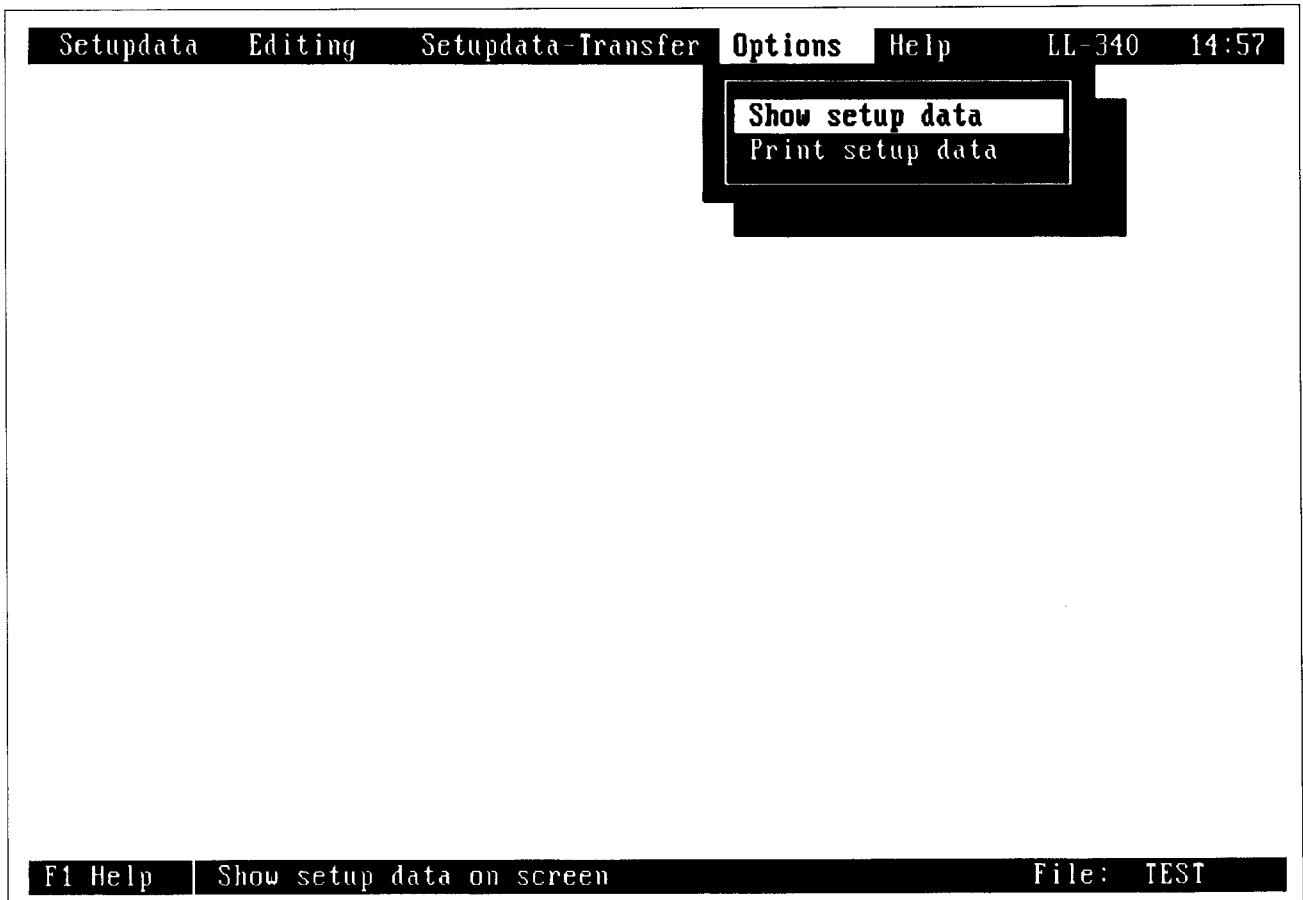 Setupdata Editing Setupdata-Transfer Options Help LL-340 14:57
Show setup data
Print setup data
F1 Help Show setup data on screen File: TEST